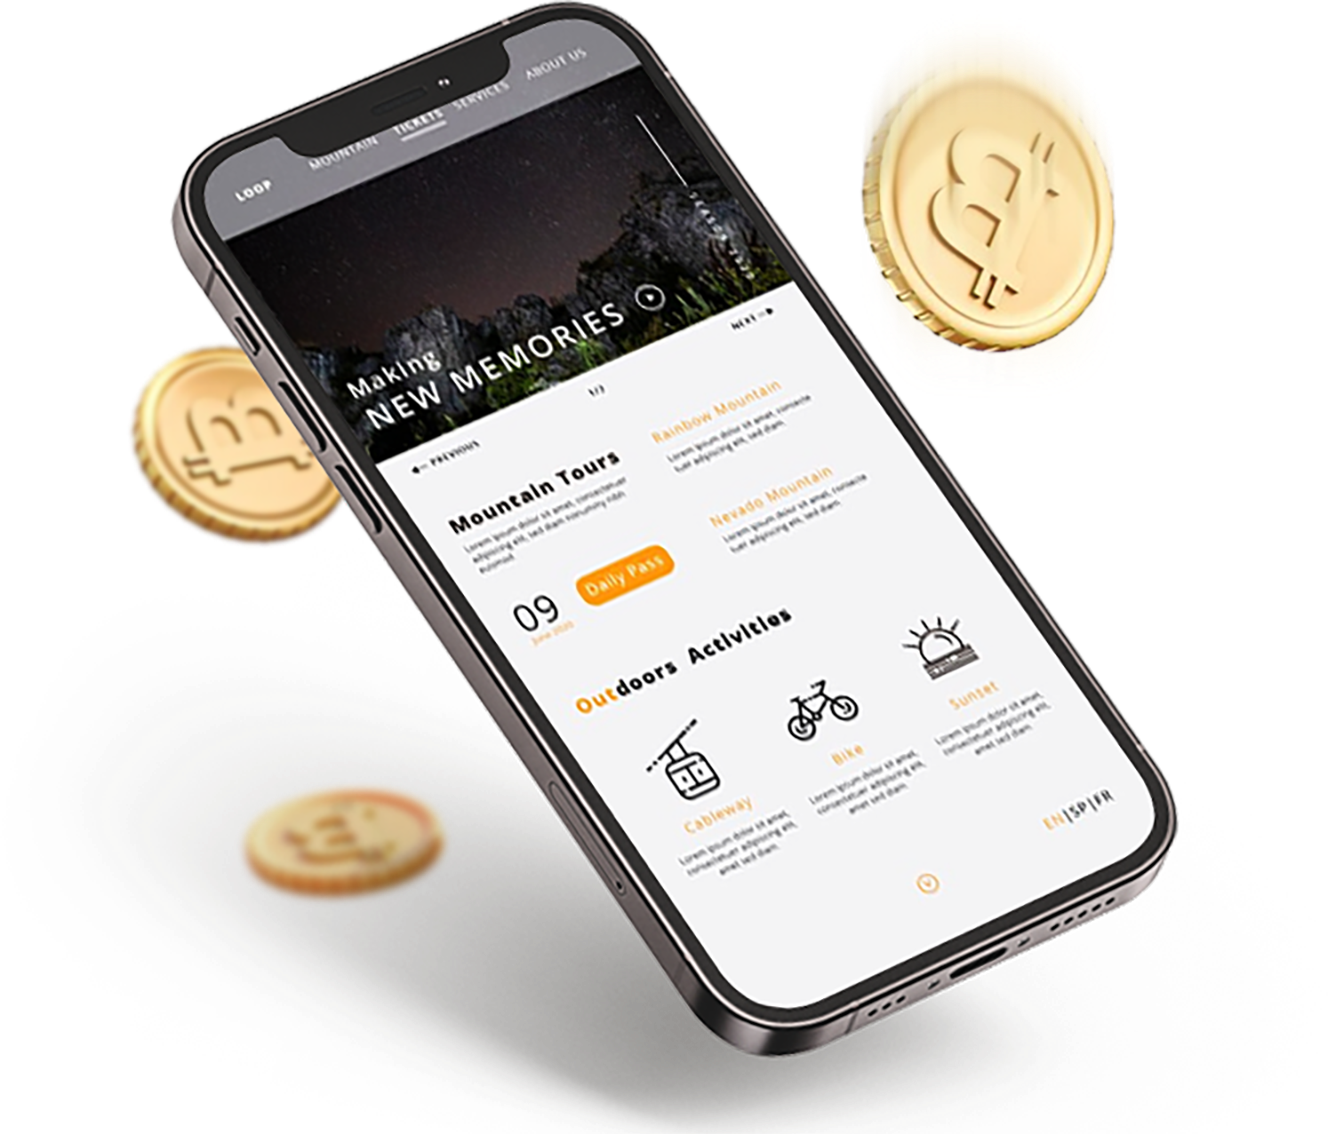 LOOP
MOUNTAIN
TICKETS
SERVICES
ABOUT US
Making
NEW MEMORIES
PREVIOUS
1/7
NEXT
Mountain Tours
Lorem ipsum dolor sit amet, consectetuer
adipiscing elit, sed diam nonummy nibh
euismod
09
June 2020
Daily Pass
Rainbow Mountain
Lorem ipsum dolor sit amet, consecte
tuer adipiscing elit, sed diam.
Nevado Mountain
Lorem ipsum dolor sit amet, consecte
tuer adipiscing elit, sed diam.
Outdoors Activities
Cableway
Lorem ipsum dolor sit amet,
consectetuer adipiscing elit,
amet sed diam.
Bike
Lorem ipsum dolor sit amet,
consectetuer adipiscing elit,
amet sed diam.
Sunset
Lorem ipsum dolor sit amet,
consectetuer adipiscing elit,
amet sed diam.
EN|SP|FR